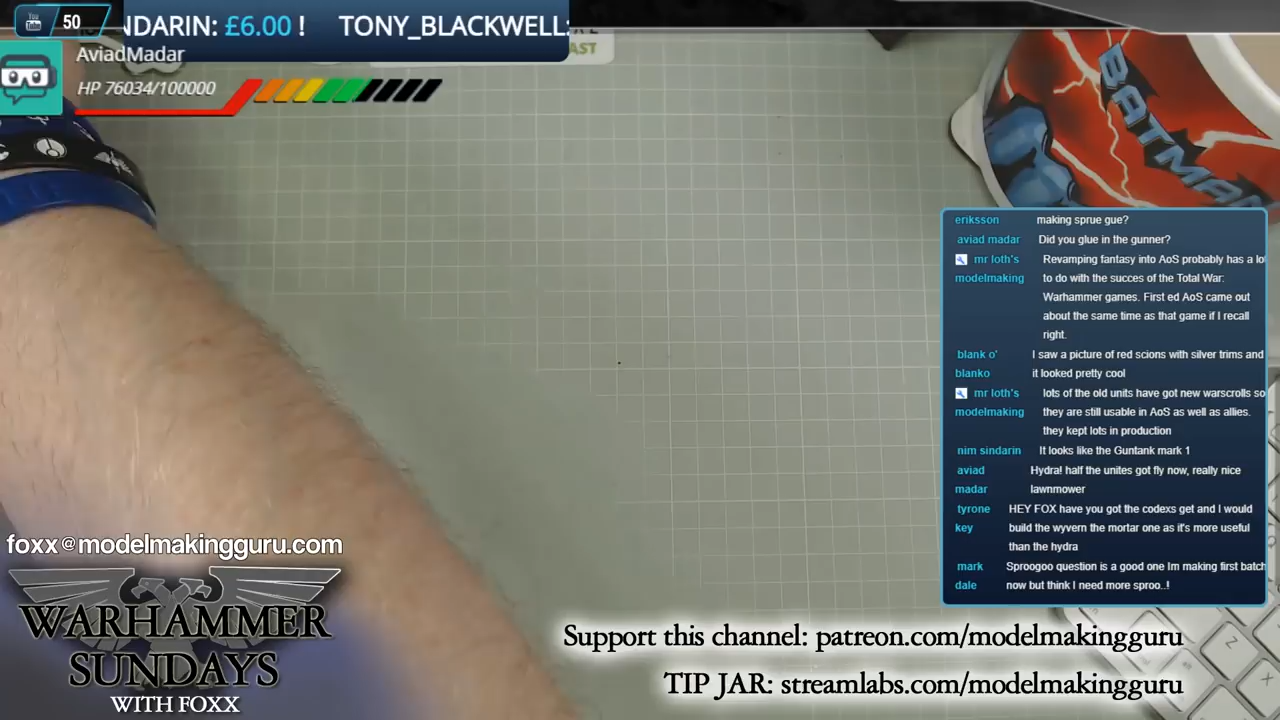 50
NDARIN: £6.00 ! TONY_BLACKWELL:
AviadMadar
HP 76034/100000
BATMAN
eriksson making sprue gue?
aviad madar Did you glue in the gunner?
mr loth's Revamping fantasy into AoS probably has a lo
modelmaking to do with the succes of the Total War:
Warhammer games. First ed AoS came out
about the same time as that game if I recall
right.
blank o' I saw a picture of red scions with silver trims and
blanko it looked pretty cool
mr loth's lots of the old units have got new warscrolls so
modelmaking they are still usable in AoS as well as allies.
they kept lots in production
nim sindarin It looks like the Guntank mark 1
aviad Hydra! half the unites got fly now, really nice
madar lawnmower
tyrone HEY FOX have you got the codexs get and I would
key build the wyvern the mortar one as it's more useful
than the hydra
mark Sproogoo question is a good one Im making first batch
dale now but think I need more sproo..!
foxx@modelmakingguru.com
WARHAMMER
SUNDAYS
WITH FOXX
Support this channel: patreon.com/modelmakingguru
TIP JAR: streamlabs.com/modelmakingguru
Z
X